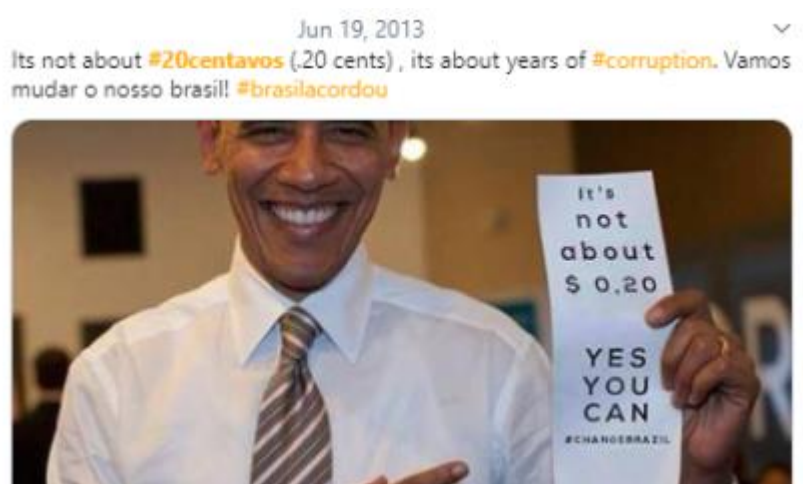 Jun 19, 2013
Its not about #20centavos (.20 cents) , its about years of #corruption. Vamos
mudar o nosso brasil! #brasilacordou
It's
not
about
$ 0,20
YES
YOU
CAN
#CHANGEBRAZIL